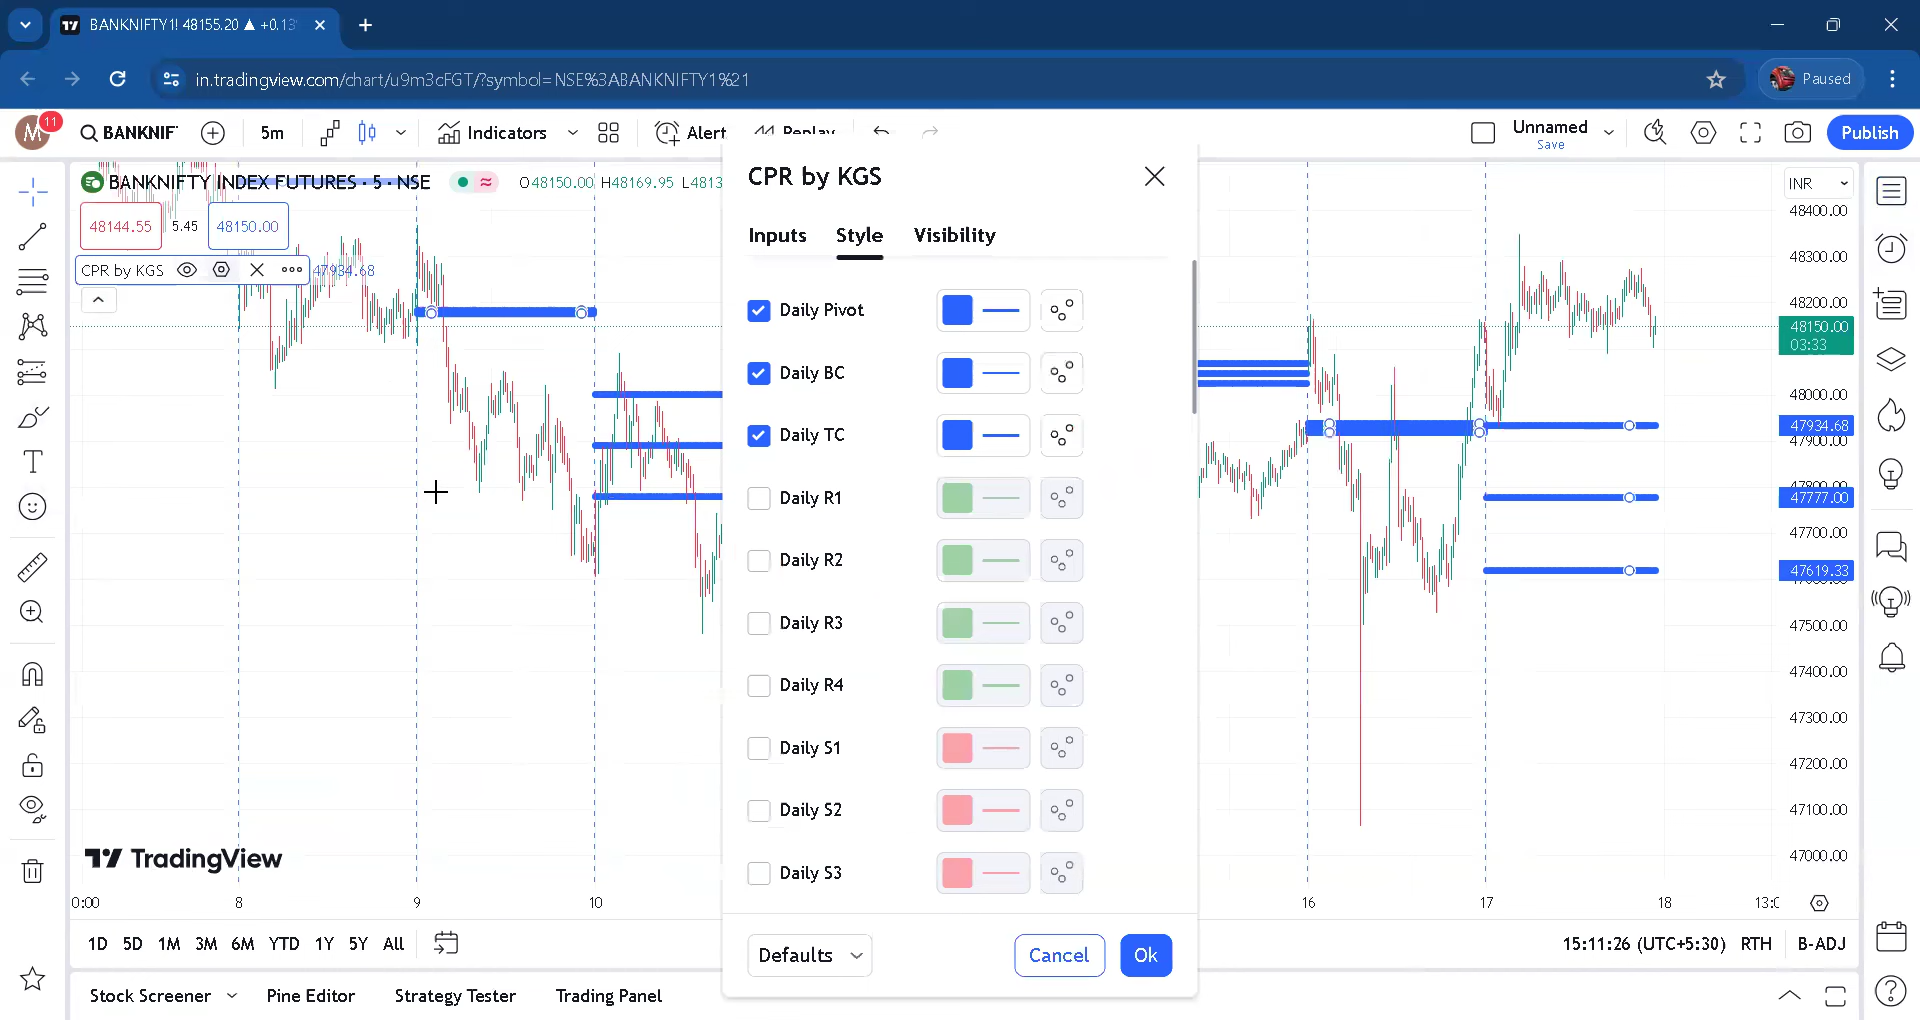 BANKNIFTY1! 48155.20 ▲ +0.13
in.tradingview.com/chart/u9m3cFGT/?symbol=NSE%3ABANKNIFTY1%21
Paused
M
11
BANKNIF
5m
Indicators
Alert
Replay
Unnamed
Save
Publish
BANKNIFTY INDEX FUTURES · 5 · NSE
O48150.00 H48169.95 L4813
48144.55
5.45
48150.00
CPR by KGS
47934.68
CPR by KGS
Inputs
Style
Visibility
Daily Pivot
Daily BC
Daily TC
Daily R1
Daily R2
Daily R3
Daily R4
Daily S1
Daily S2
Daily S3
Defaults
Cancel
Ok
INR
48400.00
48300.00
48200.00
48150.00
03:33
48000.00
47934.68
47900.00
47777.00
47700.00
47619.33
47500.00
47400.00
47300.00
47200.00
47100.00
47000.00
TradingView
0:00
8
9
10
16
17
18
13:0
1D
5D
1M
3M
6M
YTD
1Y
5Y
All
15:11:26 (UTC+5:30)
RTH
B-ADJ
Stock Screener
Pine Editor
Strategy Tester
Trading Panel